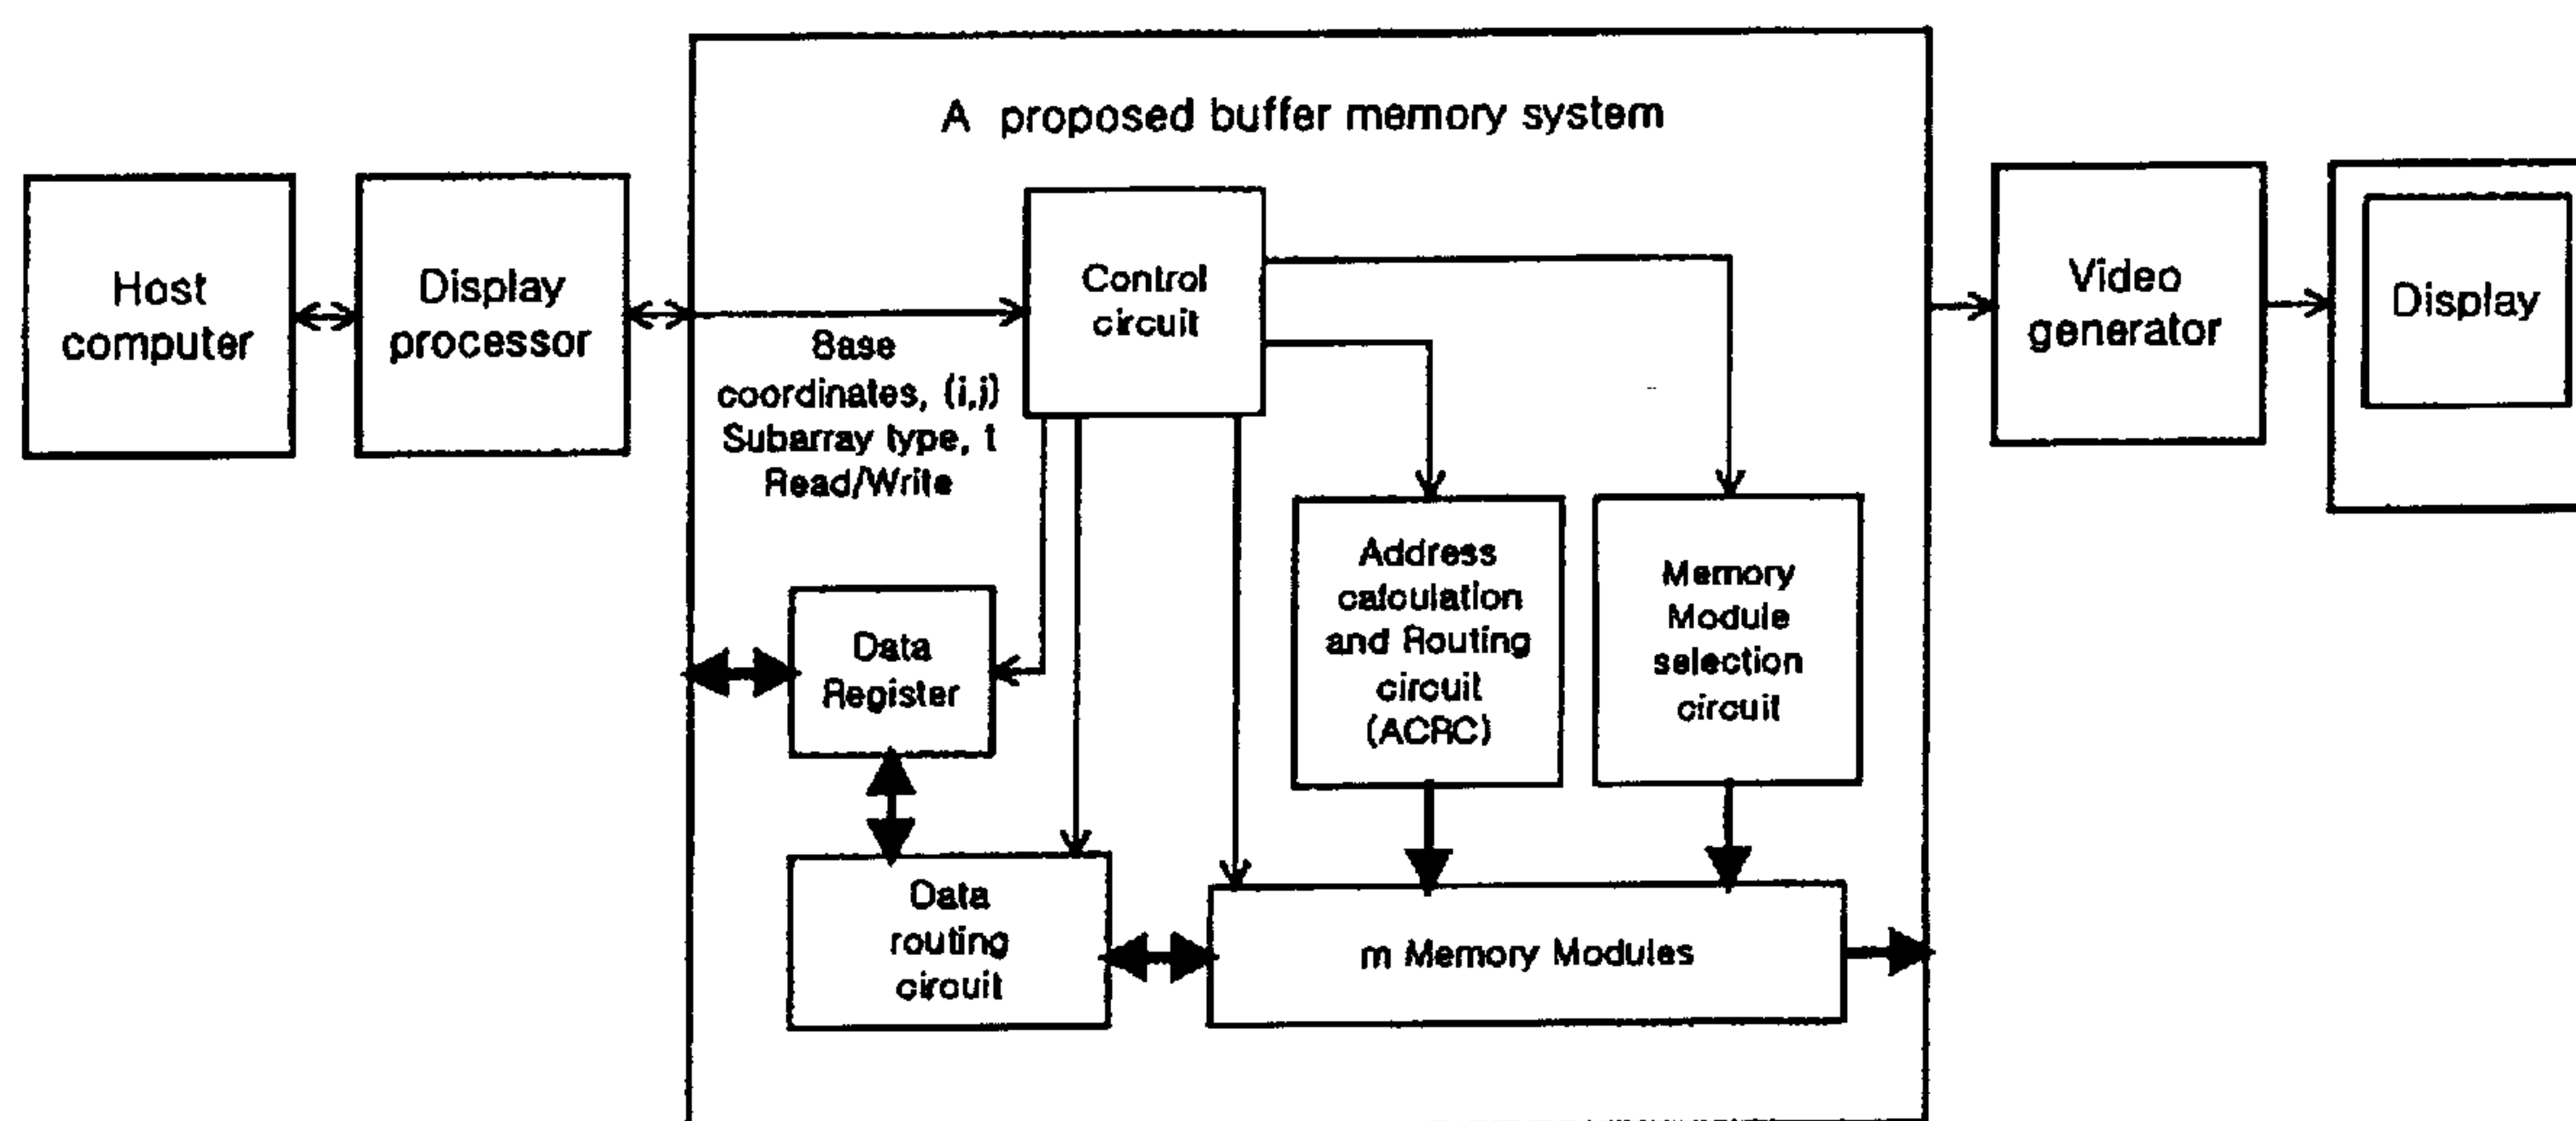 A proposed buffer memory system
Host
computer
Display
processor
Base
coordinates, (i,j)
Subarray type, t
Read/Write
Control
circuit
Video
generator
Display
Data
Register
Address
calculation
and Routing
circuit
(ACRC)
Memory
Module
selection
circuit
Data
routing
circuit
m Memory Modules